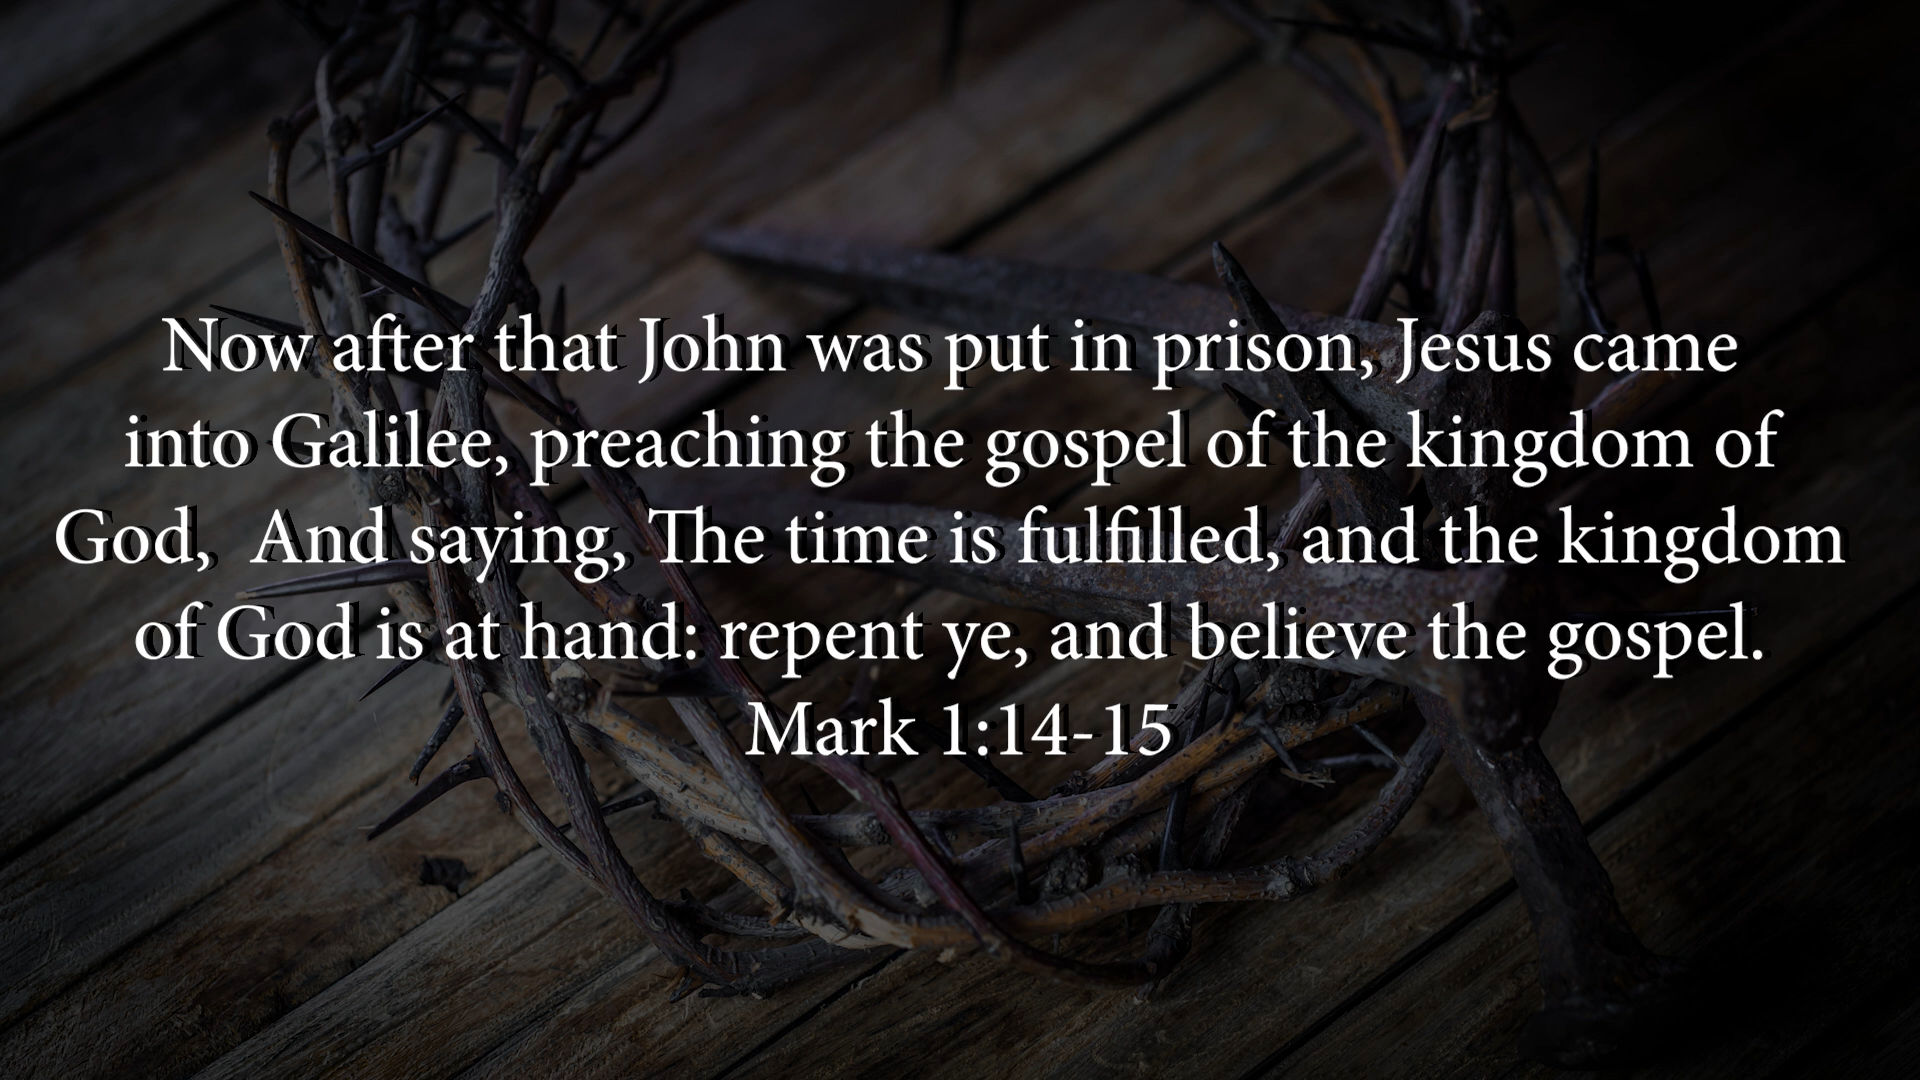 Now after that John was put in prison, Jesus came
into Galilee, preaching the gospel of the kingdom of
God,  And saying, The time is fulfilled, and the kingdom
of God is at hand: repent ye, and believe the gospel.
Mark 1:14-15